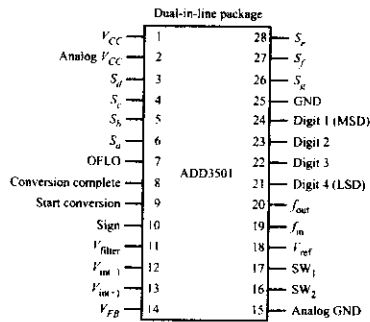 Dual-in-line package
V_CC 1 28 S_e
Analog V_CC 2 27 S_f
S_d 3 26 S_g
S_c 4 25 GND
S_b 5 24 Digit 1 (MSD)
S_a 6 23 Digit 2
OFLO 7 22 Digit 3
ADD3501
Conversion complete 8 21 Digit 4 (LSD)
Start conversion 9 20 f_out
Sign 10 19 f_in
V_filter 11 18 V_ref
V_in(-) 12 17 SW_1
V_in(+) 13 16 SW_2
V_FB 14 15 Analog GND